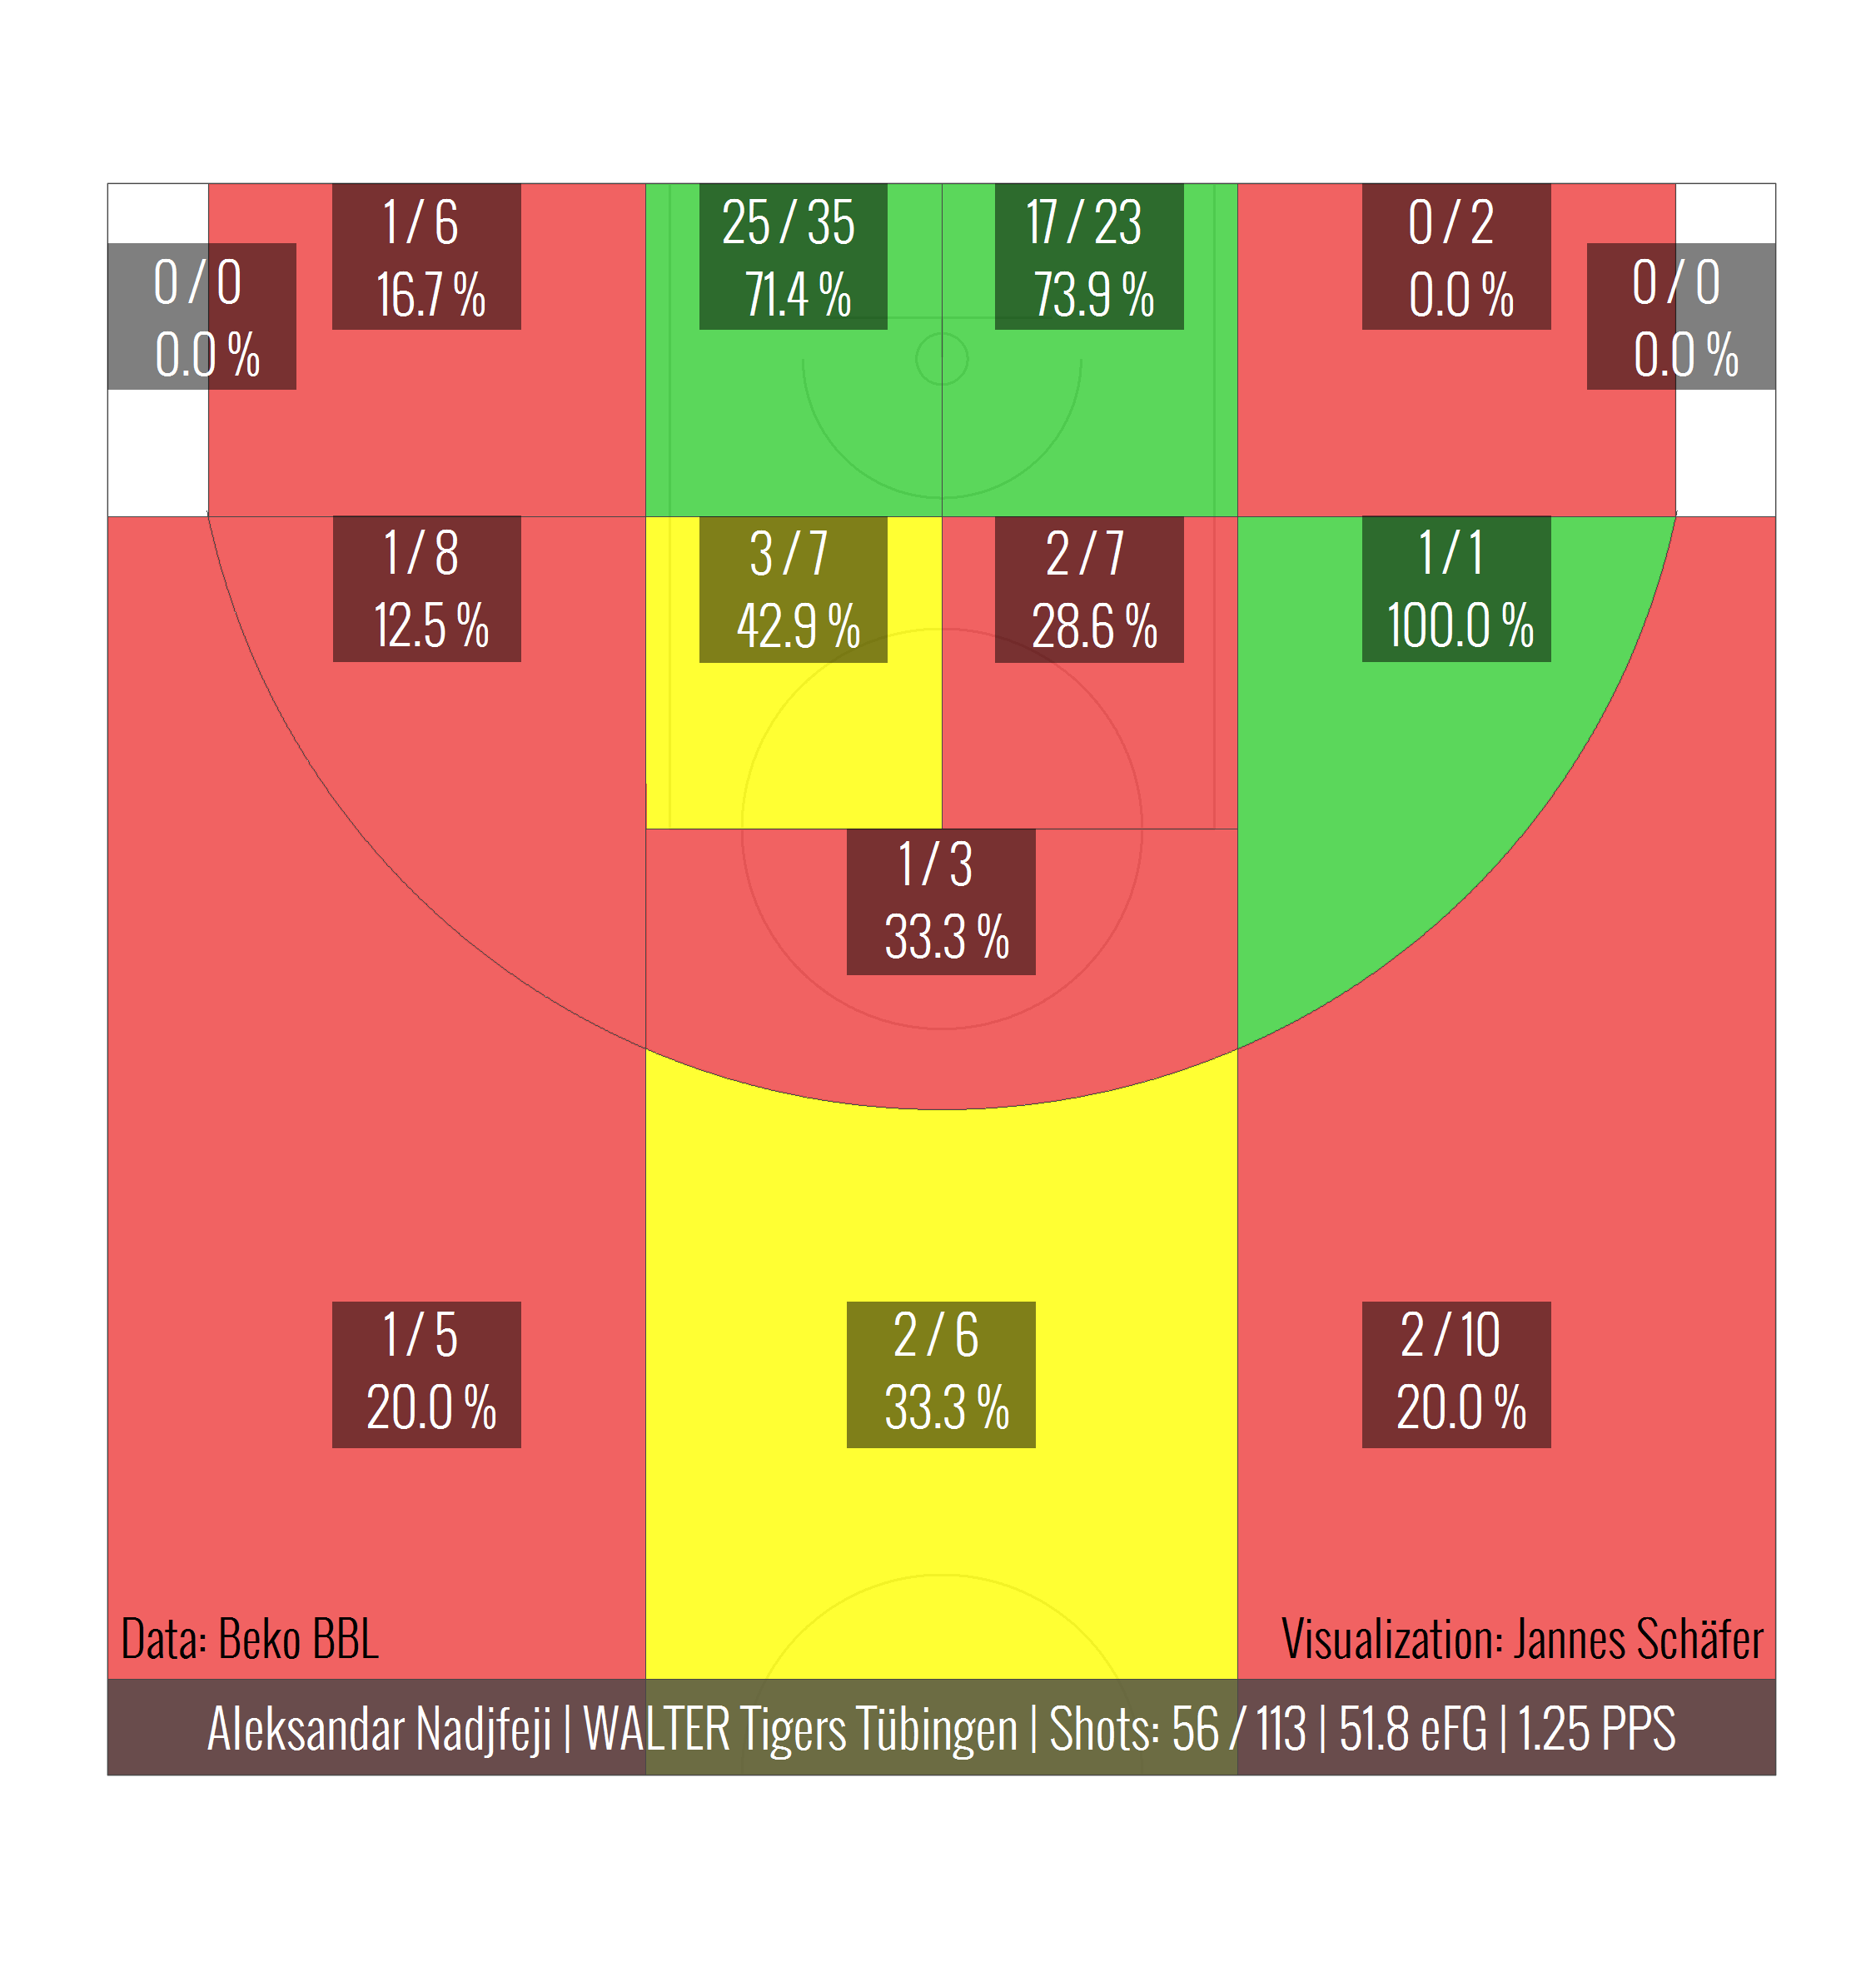 1 / 6
16.7 %
25 / 35
71.4 %
17 / 23
73.9 %
0 / 2
0.0 %
0 / 0
0.0 %
0 / 0
0.0 %
1 / 8
12.5 %
3 / 7
42.9 %
2 / 7
28.6 %
1 / 1
100.0 %
1 / 3
33.3 %
1 / 5
20.0 %
2 / 6
33.3 %
2 / 10
20.0 %
Data: Beko BBL
Visualization: Jannes Schäfer
Aleksandar Nadjfeji | WALTER Tigers Tübingen | Shots: 56 / 113 | 51.8 eFG | 1.25 PPS